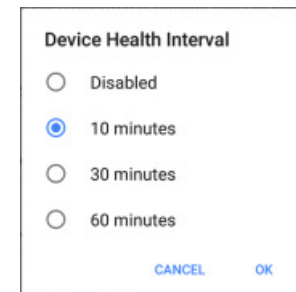 Device Health Interval
Disabled
10 minutes
30 minutes
60 minutes
CANCEL OK